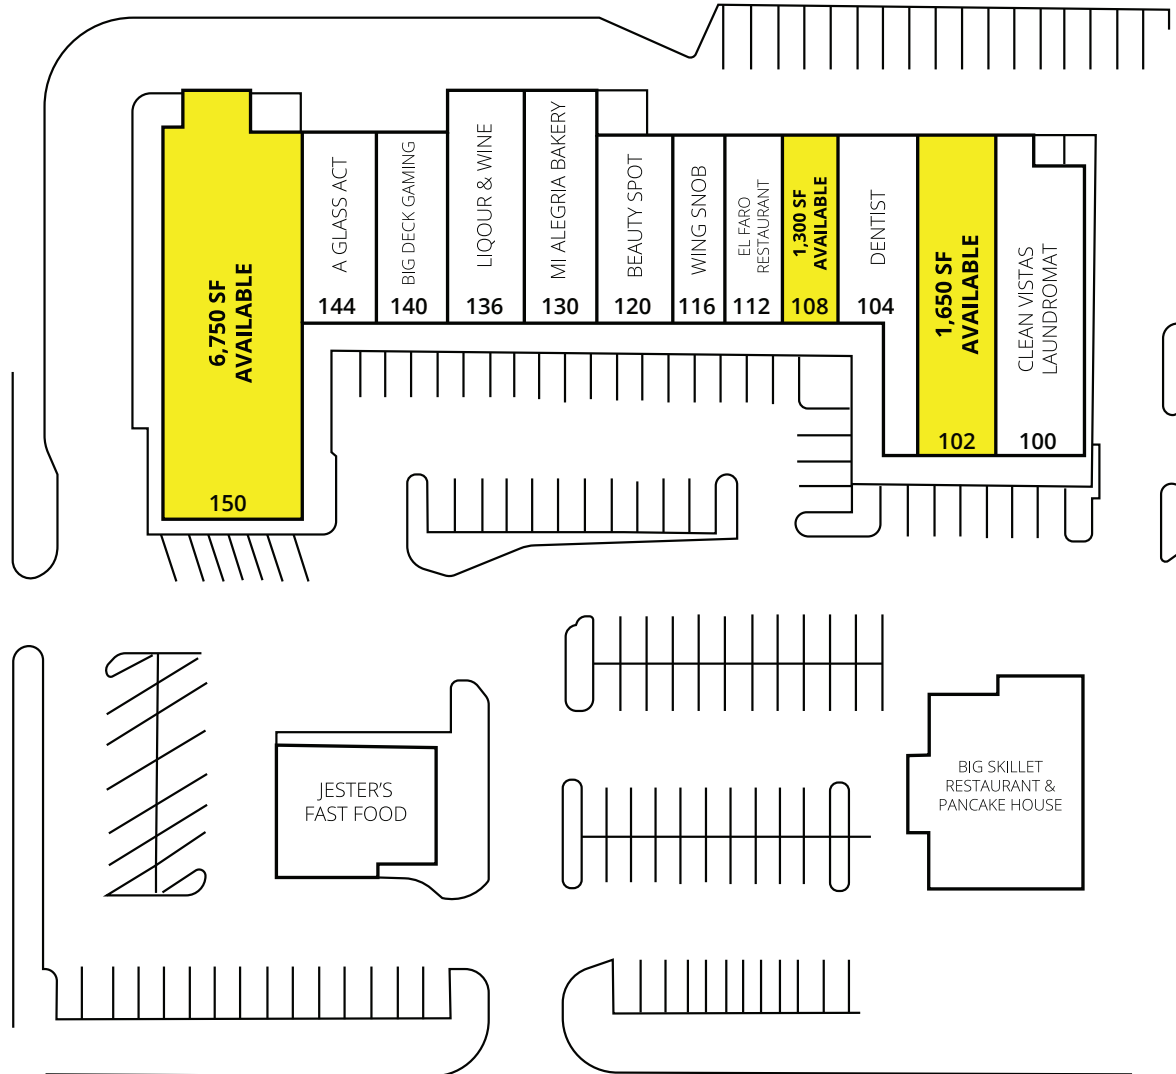 6,750 SF
AVAILABLE
150
A GLASS ACT
144
BIG DECK GAMING
140
LIQOUR & WINE
136
MI ALEGRIA BAKERY
130
BEAUTY SPOT
120
WING SNOB
116
EL FARO
RESTAURANT
112
1,300 SF
AVAILABLE
108
DENTIST
104
1,650 SF
AVAILABLE
102
CLEAN VISTAS
LAUNDROMAT
100
JESTER'S
FAST FOOD
BIG SKILLET
RESTAURANT &
PANCAKE HOUSE